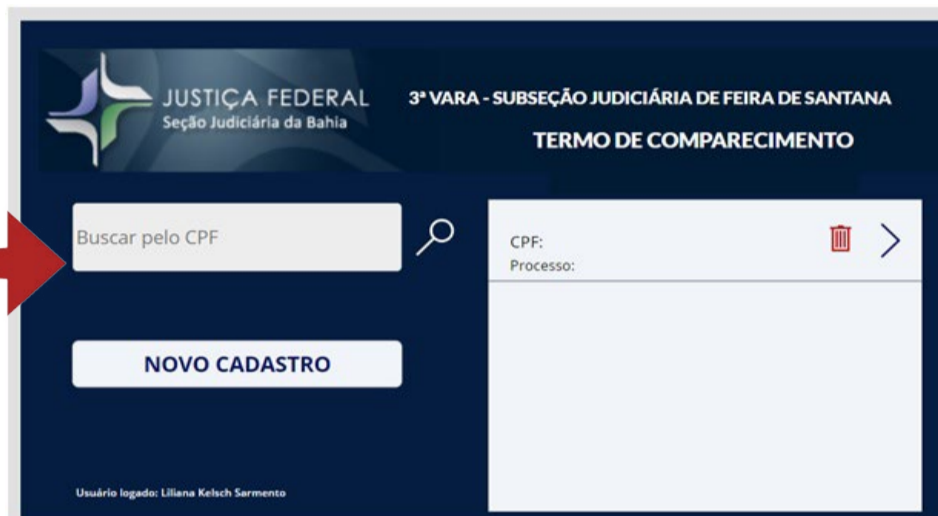 JUSTIÇA FEDERAL
Seção Judiciária da Bahia
3ª VARA - SUBSEÇÃO JUDICIÁRIA DE FEIRA DE SANTANA
TERMO DE COMPARECIMENTO
Buscar pelo CPF
CPF:
Processo:
NOVO CADASTRO
Usuário logado: Liliana Kelsch Sarmento